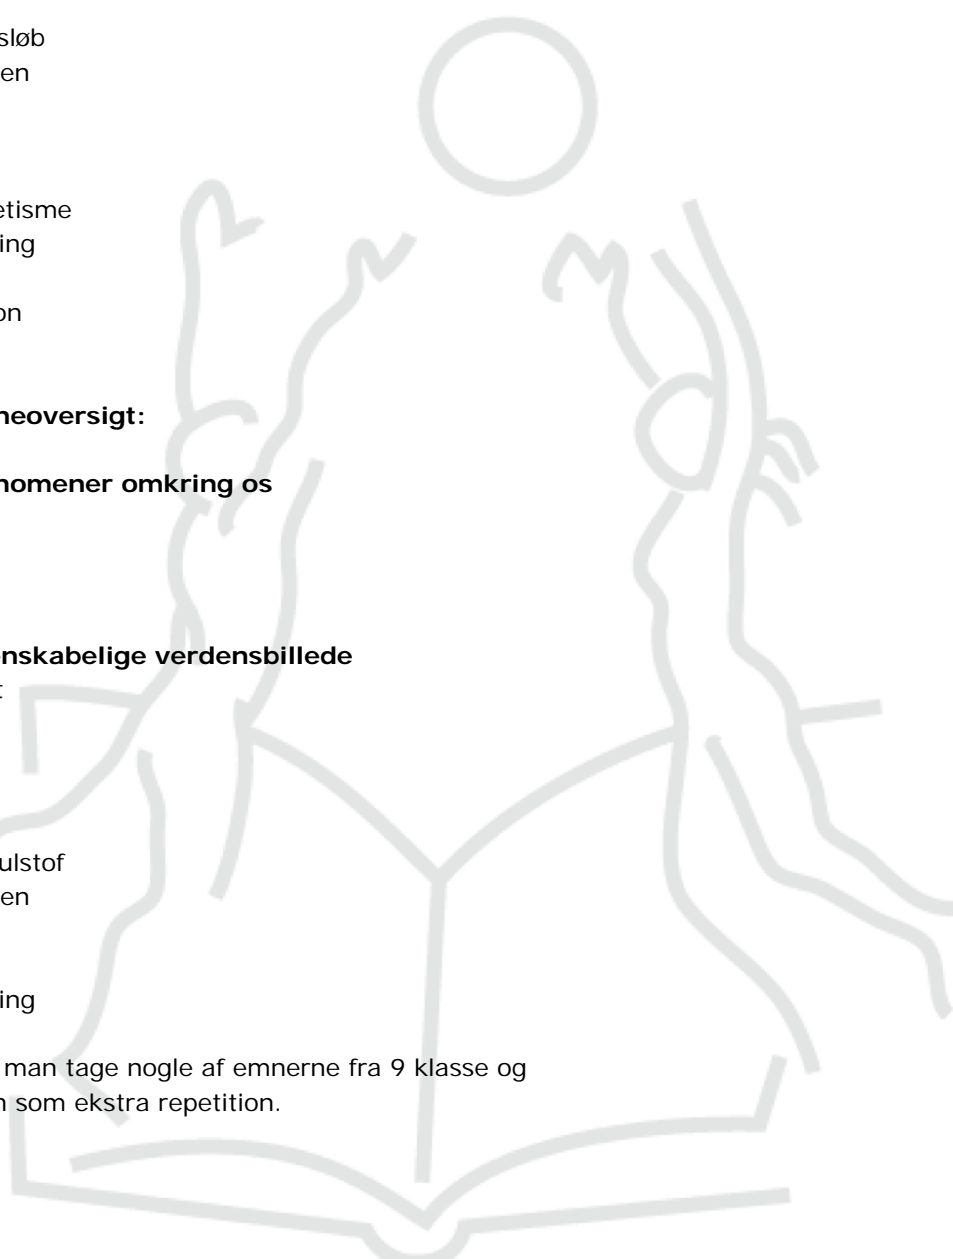 sløb
en
etisme
ing
on
neoversigt:
nomener omkring os
nskabelige verdensbillede
t
ulstof
en
ing
man tage nogle af emnerne fra 9 klasse og
n som ekstra repetition.